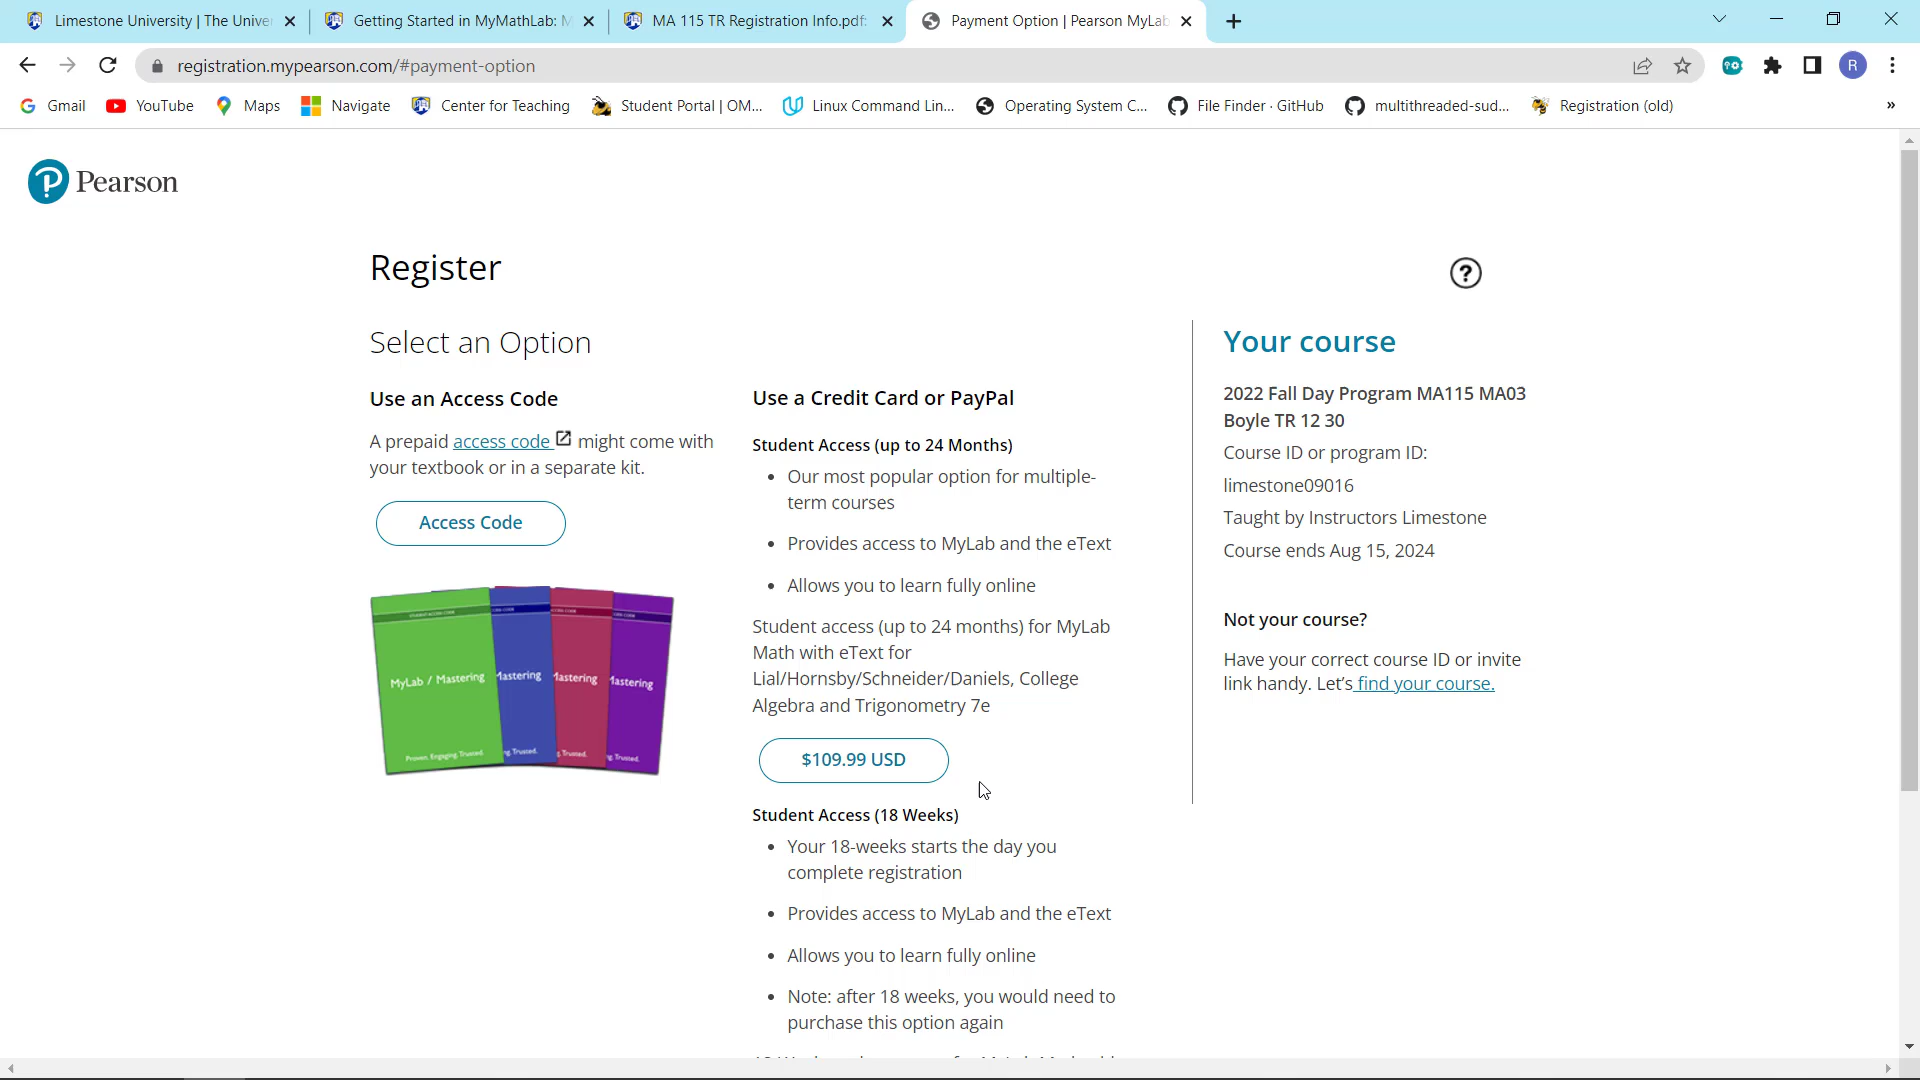 Limestone University | The Univer
Getting Started in MyMathLab: M
MA 115 TR Registration Info.pdf:
Payment Option | Pearson MyLab
registration.mypearson.com/#payment-option
R
Gmail
YouTube
Maps
Navigate
Center for Teaching
Student Portal | OM...
Linux Command Lin...
Operating System C...
File Finder · GitHub
multithreaded-sud...
Registration (old)
»
Pearson
Register
?
Select an Option
Use an Access Code
A prepaid access code might come with
your textbook or in a separate kit.
Access Code
MyLab / Mastering
Mastering
Mastering
Mastering
Proven. Engaging. Trusted.
Use a Credit Card or PayPal
Student Access (up to 24 Months)
• Our most popular option for multiple-
term courses
• Provides access to MyLab and the eText
• Allows you to learn fully online
Student access (up to 24 months) for MyLab
Math with eText for
Lial/Hornsby/Schneider/Daniels, College
Algebra and Trigonometry 7e
$109.99 USD
Student Access (18 Weeks)
• Your 18-weeks starts the day you
complete registration
• Provides access to MyLab and the eText
• Allows you to learn fully online
• Note: after 18 weeks, you would need to
purchase this option again
Your course
2022 Fall Day Program MA115 MA03
Boyle TR 12 30
Course ID or program ID:
limestone09016
Taught by Instructors Limestone
Course ends Aug 15, 2024
Not your course?
Have your correct course ID or invite
link handy. Let's find your course.